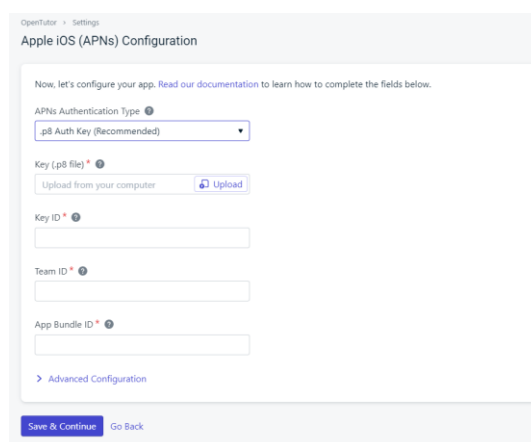 OpenTutor > Settings
Apple iOS (APNs) Configuration
Now, let's configure your app. Read our documentation to learn how to complete the fields below.
APNs Authentication Type ?
.p8 Auth Key (Recommended)
Key (.p8 file) * ?
Upload from your computer Upload
Key ID * ?
Team ID * ?
App Bundle ID * ?
> Advanced Configuration
Save & Continue Go Back